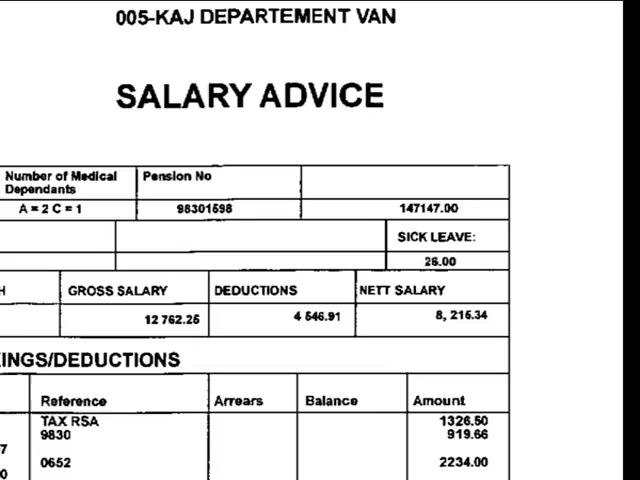 005-KAJ DEPARTEMENT VAN
SALARY ADVICE
Number of Medical Dependants Pension No
A = 2 C = 1 98301598 147147.00
SICK LEAVE:
26.00
H GROSS SALARY DEDUCTIONS NETT SALARY
12 762.25 4 546.91 8, 215.34
INGS/DEDUCTIONS
Reference Arrears Balance Amount
TAX RSA 1326.50
9830 919.66
7
0652 2234.00
0